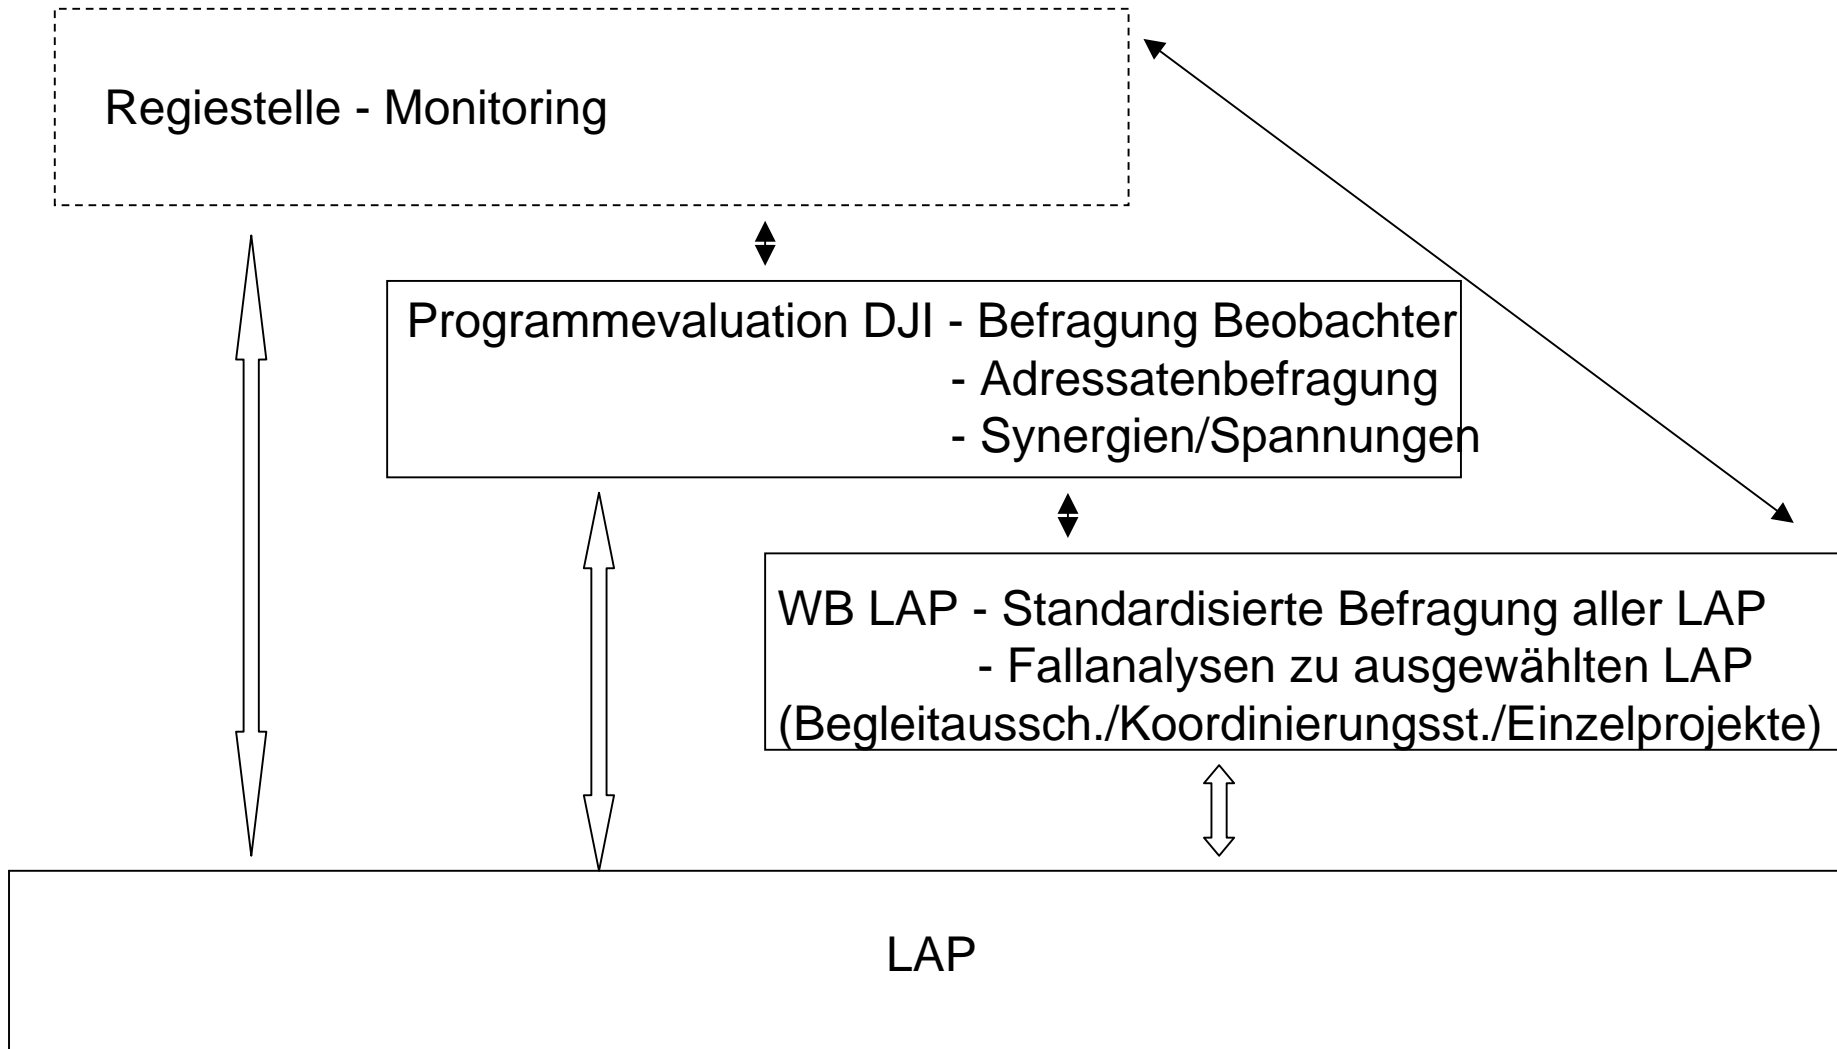 Regiestelle - Monitoring
Programmevaluation DJI - Befragung Beobachter
- Adressatenbefragung
- Synergien/Spannungen
WB LAP - Standardisierte Befragung aller LAP
- Fallanalysen zu ausgewählten LAP
(Begleitaussch./Koordinierungsst./Einzelprojekte)
LAP